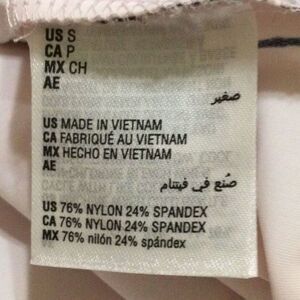 US S
CA P
MX CH
AE
صغير
US MADE IN VIETNAM
CA FABRIQUÉ AU VIETNAM
MX HECHO EN VIETNAM
AE
صُنع في فيتنام
US 76% NYLON 24% SPANDEX
CA 76% NYLON 24% SPANDEX
MX 76% nilón 24% spándex